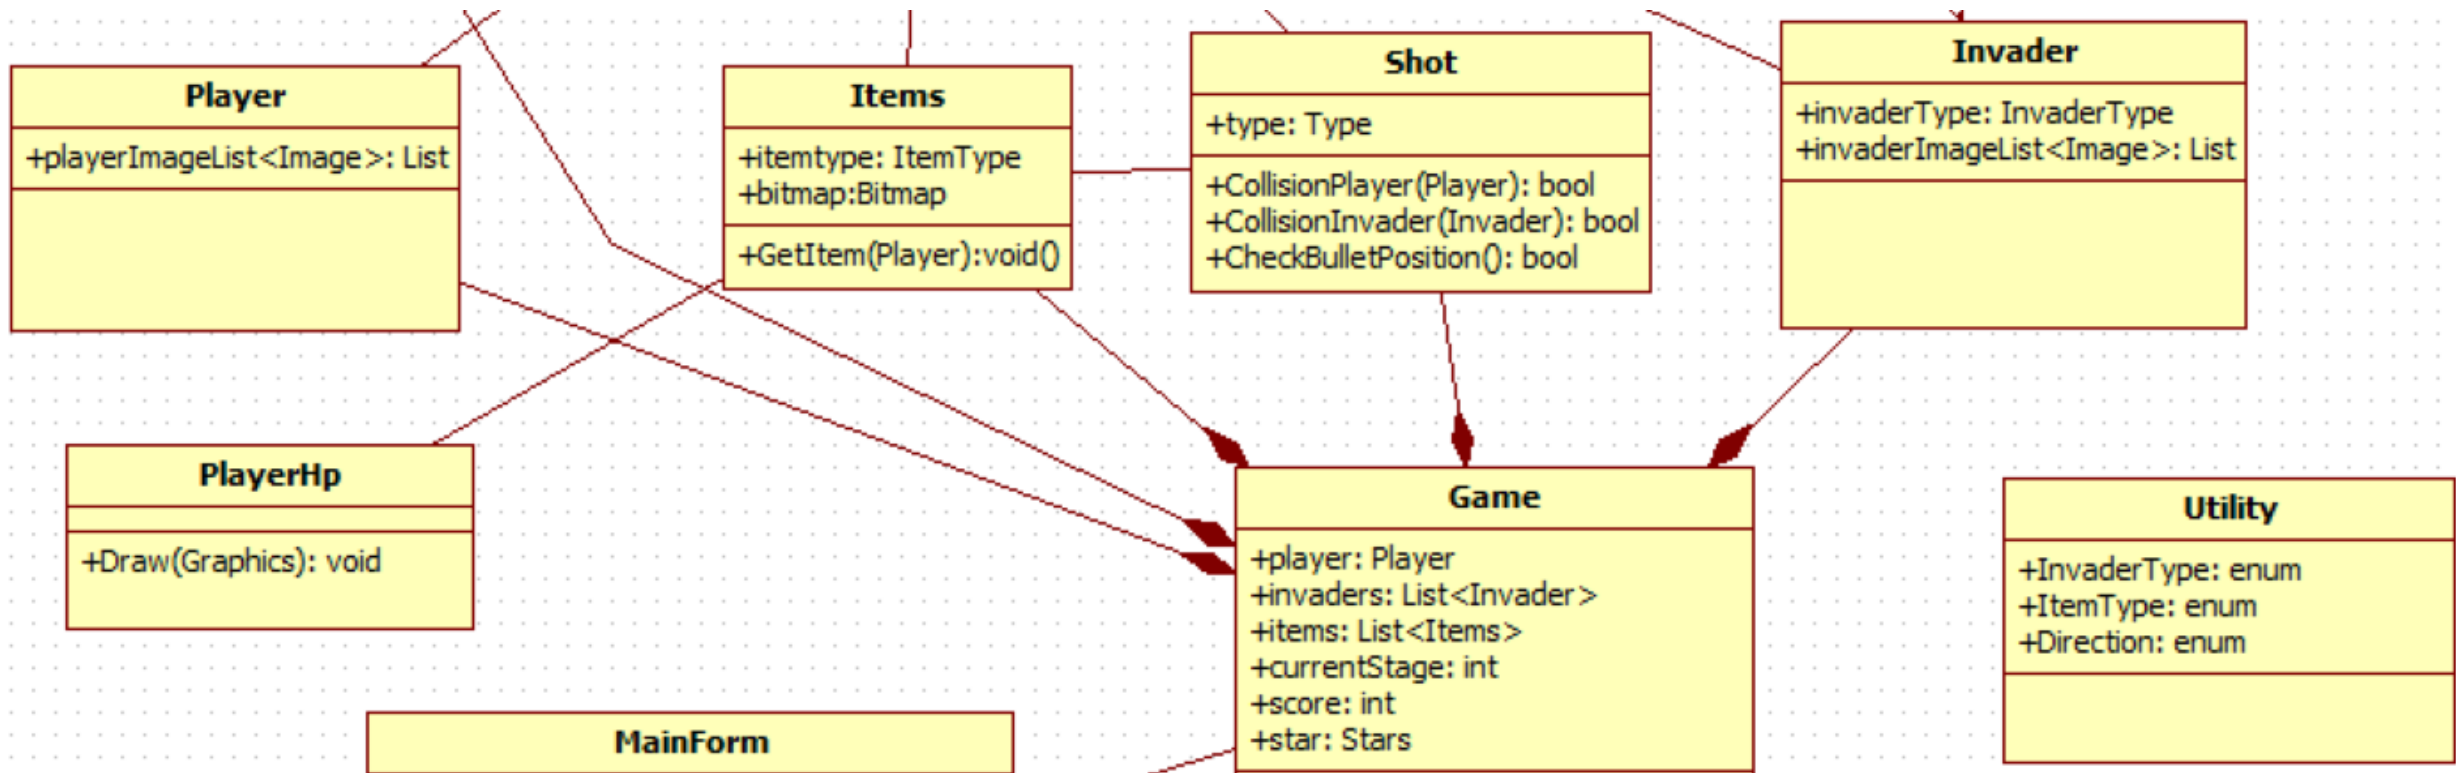 Player
+playerImageList<Image>: List
Items
+itemtype: ItemType
+bitmap:Bitmap
+GetItem(Player):void()
Shot
+type: Type
+CollisionPlayer(Player): bool
+CollisionInvader(Invader): bool
+CheckBulletPosition(): bool
Invader
+invaderType: InvaderType
+invaderImageList<Image>: List
PlayerHp
+Draw(Graphics): void
Game
+player: Player
+invaders: List<Invader>
+items: List<Items>
+currentStage: int
+score: int
+star: Stars
Utility
+InvaderType: enum
+ItemType: enum
+Direction: enum
MainForm